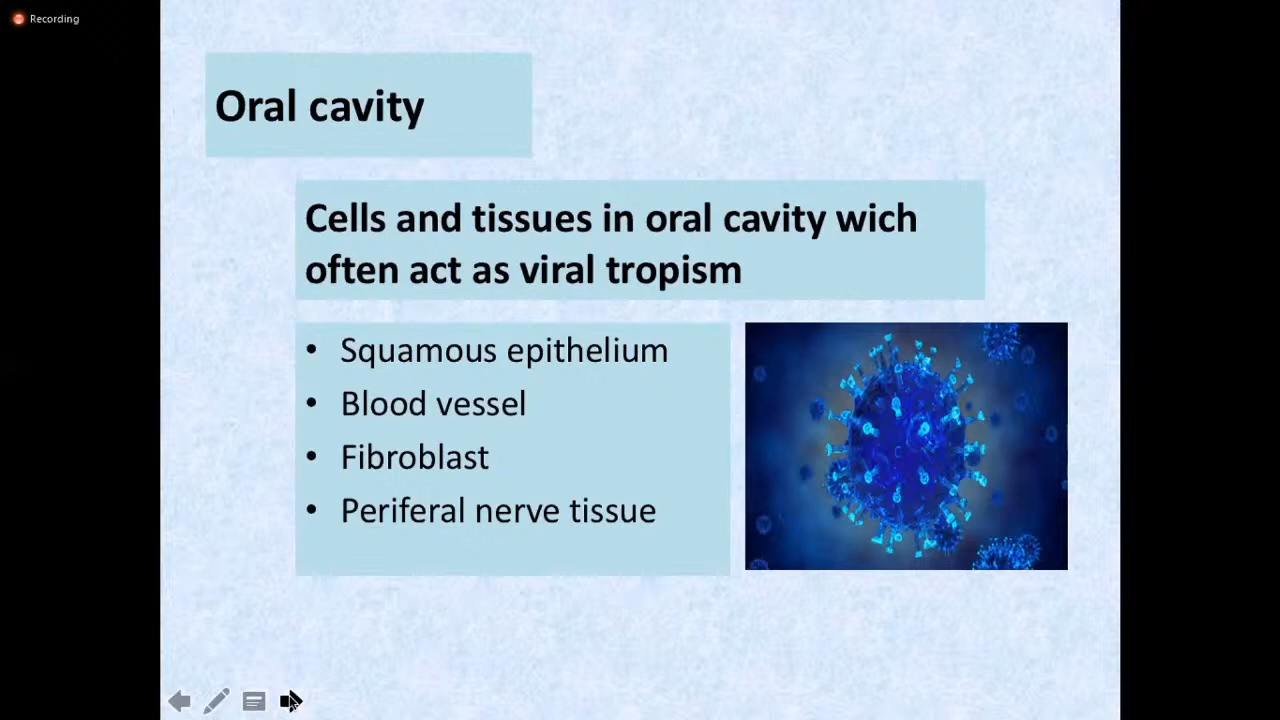 Recording
Oral cavity
Cells and tissues in oral cavity wich
often act as viral tropism
• Squamous epithelium
• Blood vessel
• Fibroblast
• Periferal nerve tissue